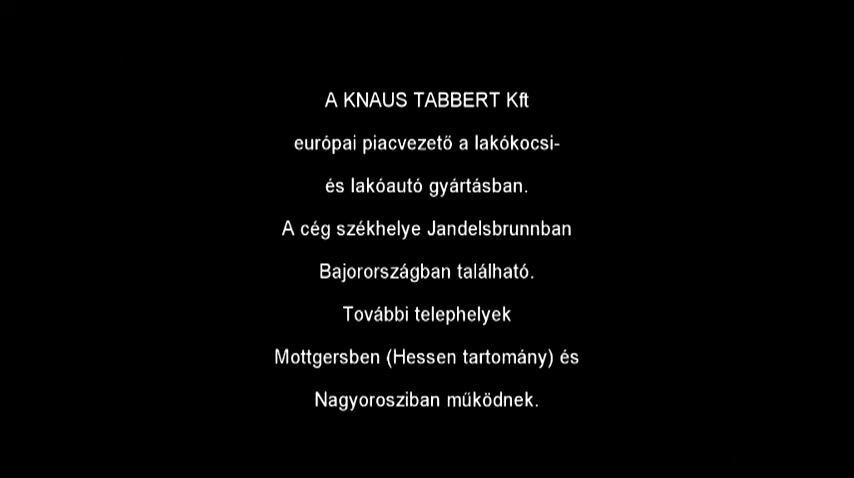 A KNAUS TABBERT Kft
európai piacvezető a lakókocsi-
és lakóautó gyártásban.
A cég székhelye Jandelsbrunnban
Bajorországban található.
További telephelyek
Mottgersben (Hessen tartomány) és
Nagyorosziban működnek.